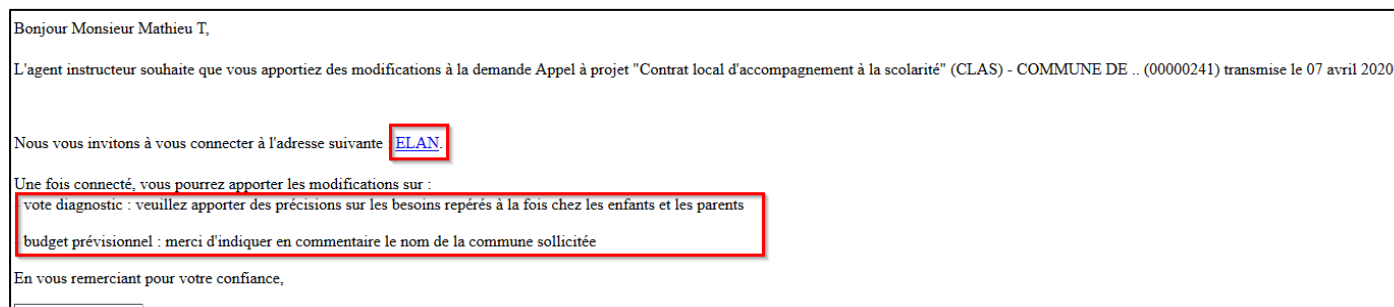 Bonjour Monsieur Mathieu T,
L'agent instructeur souhaite que vous apportiez des modifications à la demande Appel à projet "Contrat local d'accompagnement à la scolarité" (CLAS) - COMMUNE DE .. (00000241) transmise le 07 avril 2020
Nous vous invitons à vous connecter à l'adresse suivante : ELAN.
Une fois connecté, vous pourrez apporter les modifications sur :
- vote diagnostic : veuillez apporter des précisions sur les besoins repérés à la fois chez les enfants et les parents
- budget prévisionnel : merci d'indiquer en commentaire le nom de la commune sollicitée
En vous remerciant pour votre confiance,